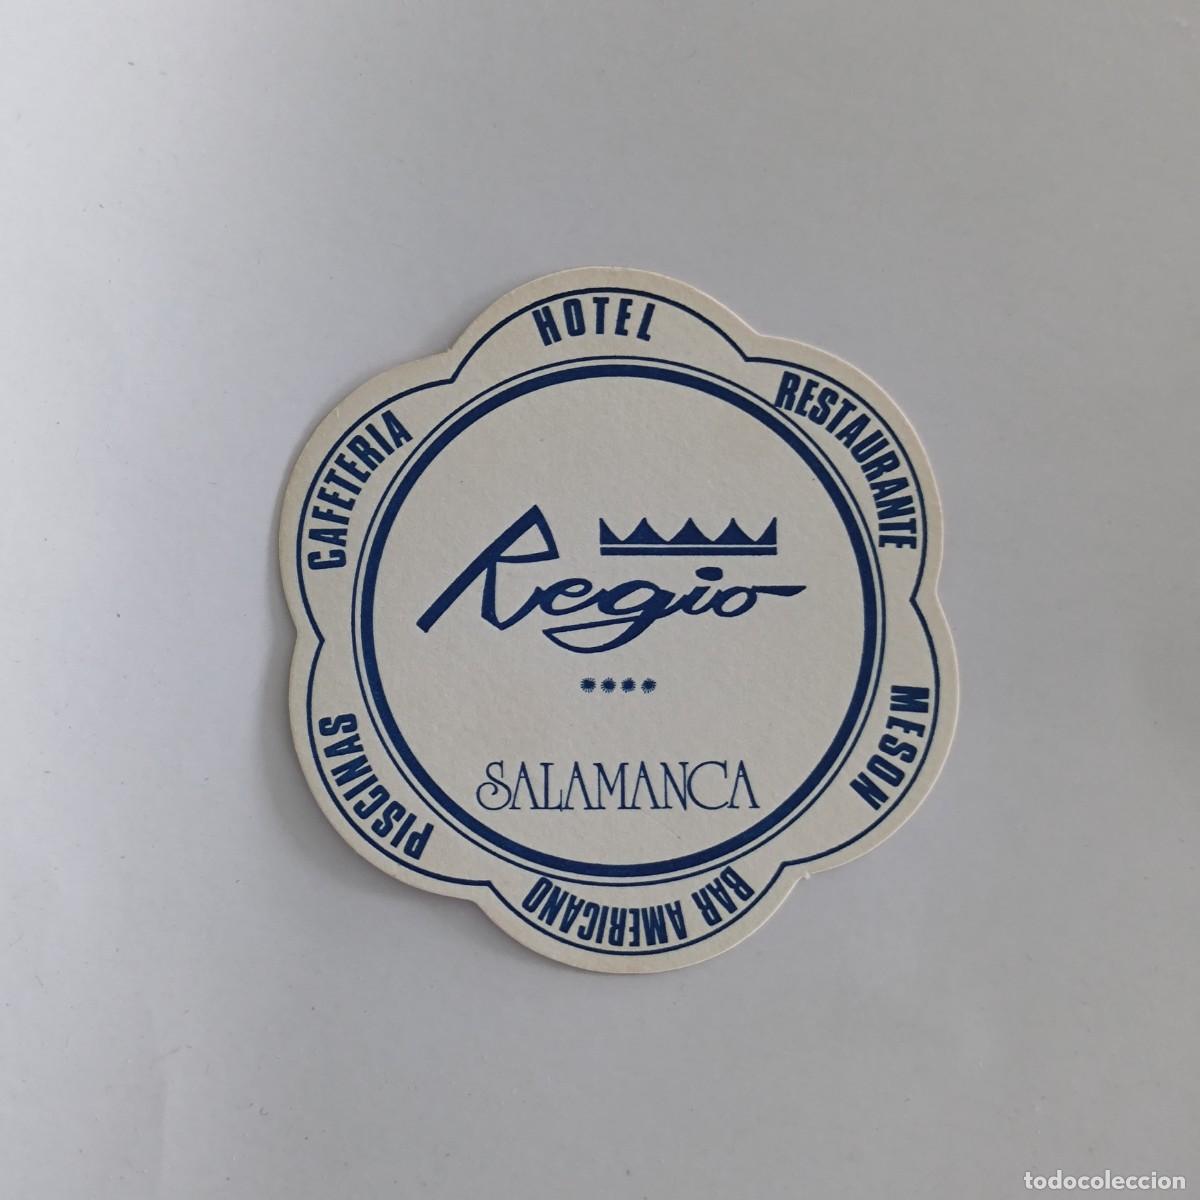 HOTEL
RESTAURANTE
MESON
BAR AMERICANO
PISCINAS
CAFETERIA
Regio
SALAMANCA
todocoleccion